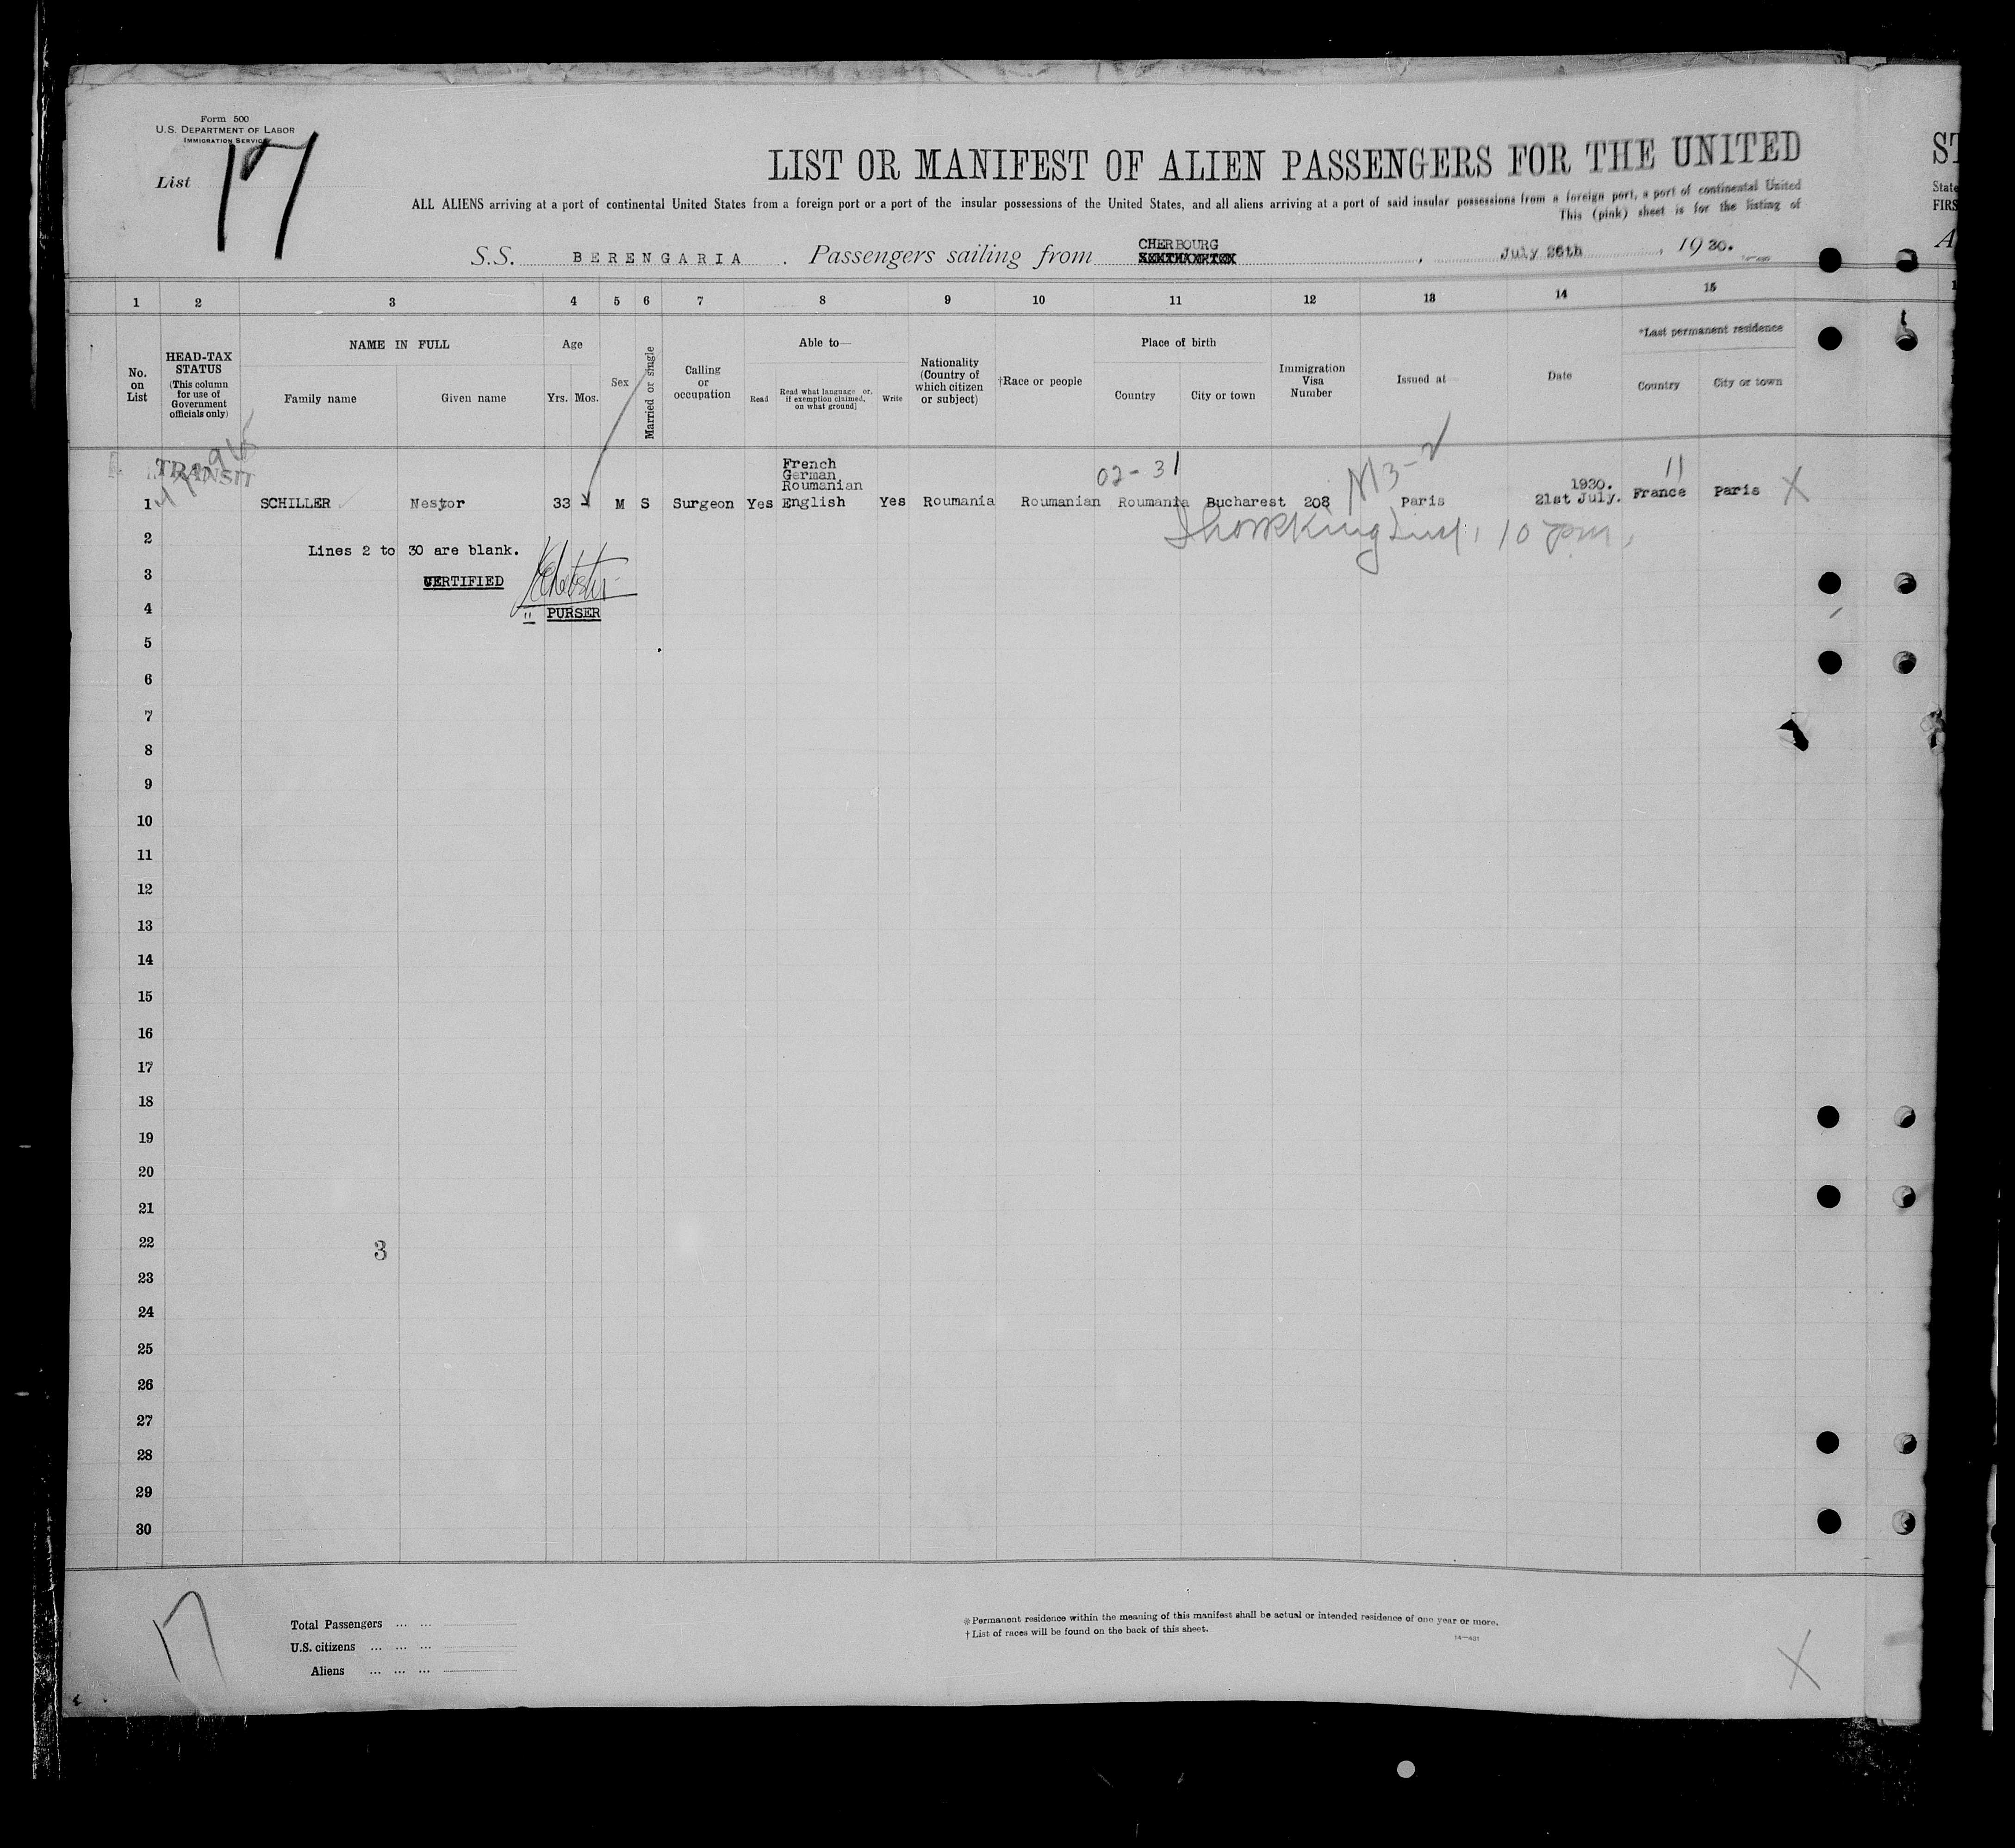 Form 500
U.S. DEPARTMENT OF LABOR
IMMIGRATION SERVICE
List 17
LIST OR MANIFEST OF ALIEN PASSENGERS FOR THE UNITED
ALL ALIENS arriving at a port of continental United States from a foreign port or a port of the insular possessions of the United States, and all aliens arriving at a port of said insular possessions from a foreign port, a port of continental United
This (pink) sheet is for the listing of
ST
State
FIRS
A
CHERBOURG
S.S. BERENGARIA . Passengers sailing from , July 26th , 1930.
1 2 3 4 5 6 7 8 9 10 11 12 13 14 15
No. on List
HEAD-TAX STATUS
(This column for use of Government officials only)
NAME IN FULL
Family name Given name
Age
Yrs. Mos.
Sex
Married or single
Calling or occupation
Able to—
Read
Read what language or, if exemption claimed, on what ground]
Write
Nationality (Country of which citizen or subject)
†Race or people
Place of birth
Country City or town
Immigration Visa Number
Issued at
Date
*Last permanent residence
Country City or town
TRANSIT
02-31
11
French
German
Roumanian
1930.
1 SCHILLER Nestor 33 M S Surgeon Yes English Yes Roumania Roumanian Roumania Bucharest 208 Paris 21st July. France Paris X
2
Lines 2 to 30 are blank.
3
CERTIFIED
4
" PURSER
5
6
7
8
9
10
11
12
13
14
15
16
17
18
19
20
21
22
3
23
24
25
26
27
28
29
30
17
Total Passengers ... ...
U.S. citizens ... ... ...
Aliens ... ... ...
* Permanent residence within the meaning of this manifest shall be actual or intended residence of one year or more.
† List of races will be found on the back of this sheet.
X